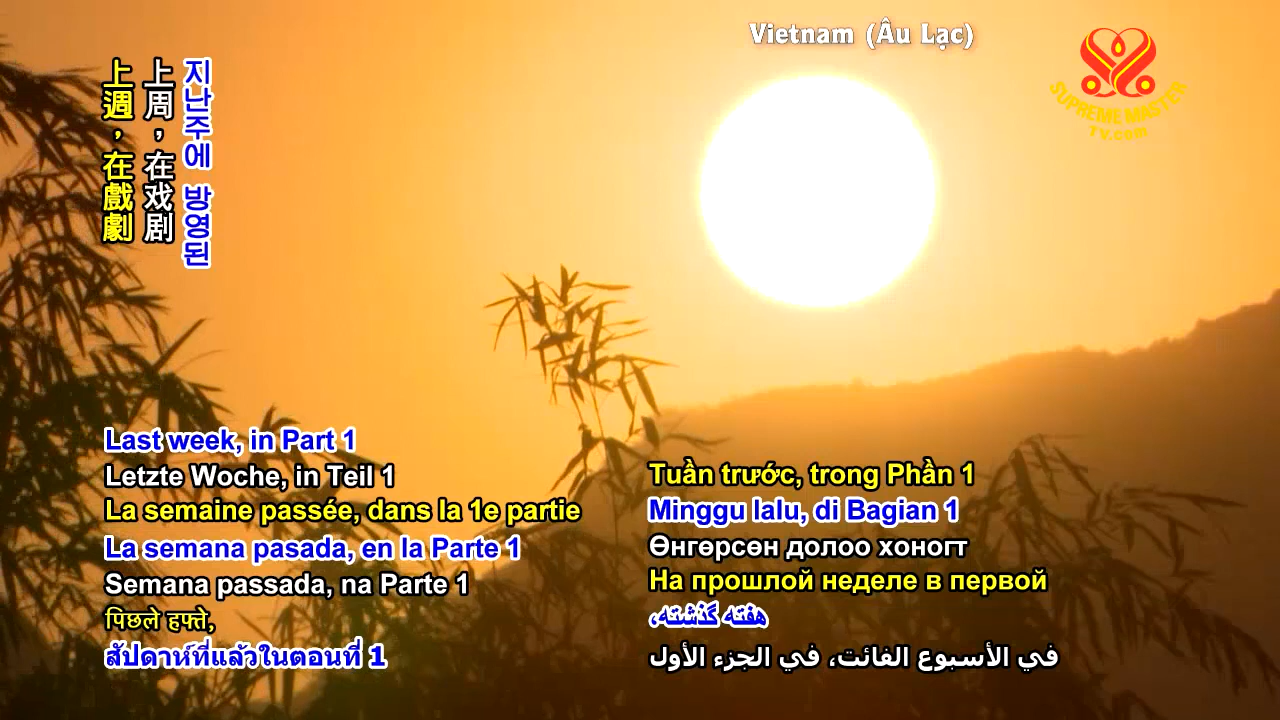 Vietnam (Âu Lạc)
SUPREME MASTER
TV.com
上週，在戲劇
上周，在戏剧
지난주에 방영된
Last week, in Part 1
Letzte Woche, in Teil 1
La semaine passée, dans la 1e partie
La semana pasada, en la Parte 1
Semana passada, na Parte 1
पिछले हफ्ते,
สัปดาห์ที่แล้วในตอนที่ 1
Tuần trước, trong Phần 1
Minggu lalu, di Bagian 1
Өнгөрсөн долоо хоногт
На прошлой неделе в первой
هفته گذشته،
في الأسبوع الفائت، في الجزء الأول